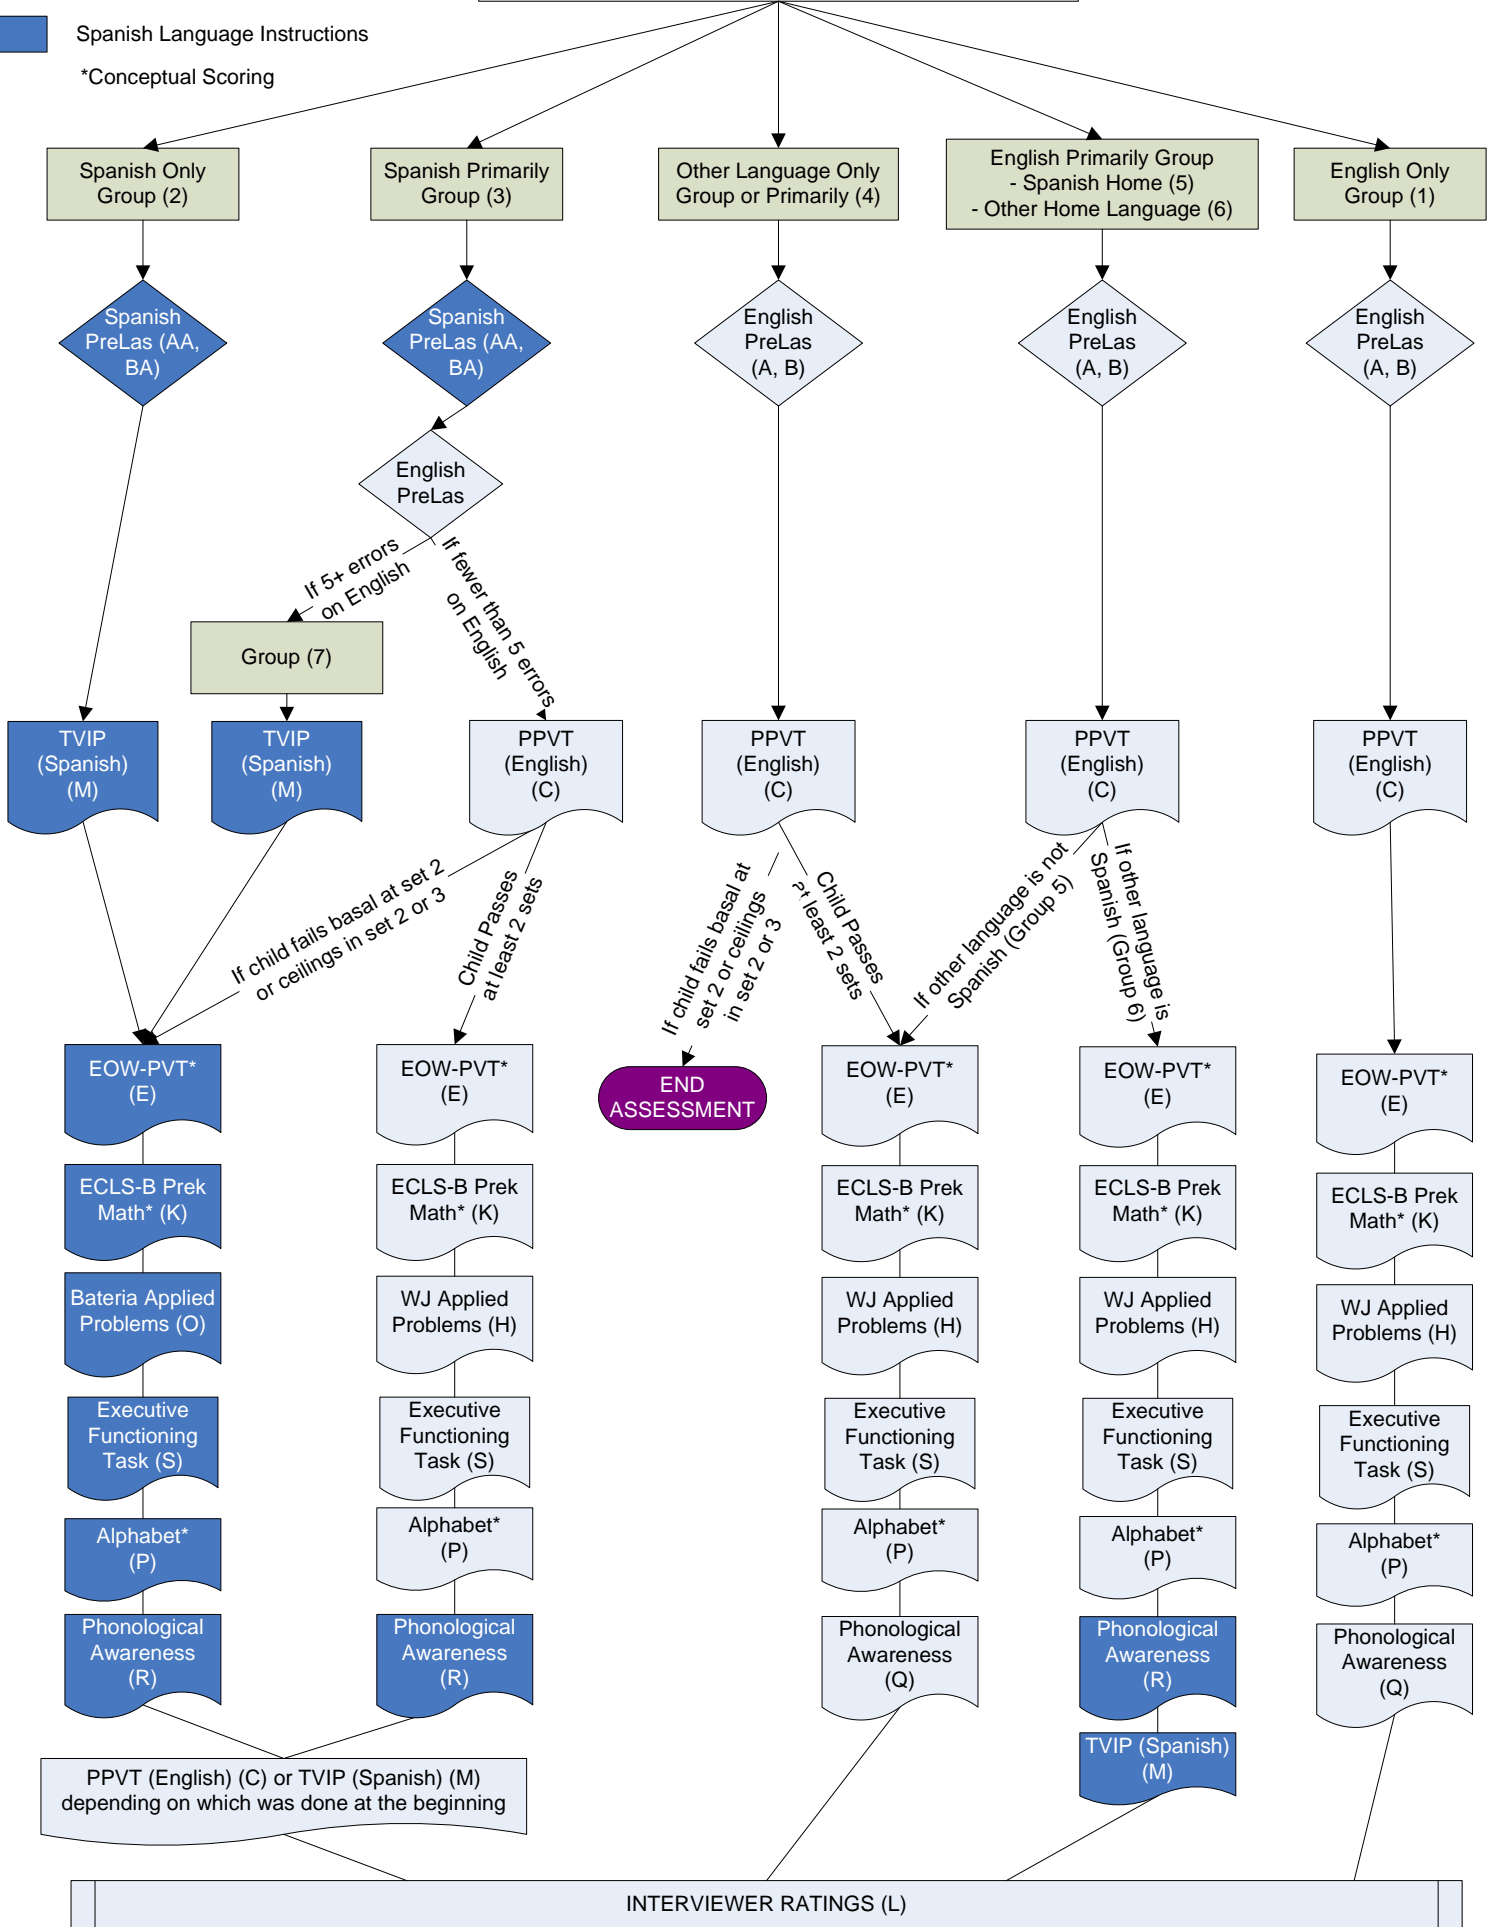 Spanish Language Instructions
*Conceptual Scoring
Spanish Only
Group (2)
Spanish Primarily
Group (3)
Other Language Only
Group or Primarily (4)
English Primarily Group
- Spanish Home (5)
- Other Home Language (6)
English Only
Group (1)
Spanish
PreLas (AA,
BA)
Spanish
PreLas (AA,
BA)
English
PreLas
(A, B)
English
PreLas
(A, B)
English
PreLas
(A, B)
English
PreLas
If 5+ errors
on English
If fewer than 5 errors
on English
Group (7)
TVIP
(Spanish)
(M)
TVIP
(Spanish)
(M)
PPVT
(English)
(C)
PPVT
(English)
(C)
PPVT
(English)
(C)
PPVT
(English)
(C)
If child fails basal at set 2
or ceilings in set 2 or 3
Child Passes
at least 2 sets
If child fails basal at
set 2 or ceilings
in set 2 or 3
Child Passes
at least 2 sets
If other language is not
Spanish (Group 5)
If other language is
Spanish (Group 6)
END
ASSESSMENT
EOW-PVT*
(E)
EOW-PVT*
(E)
EOW-PVT*
(E)
EOW-PVT*
(E)
EOW-PVT*
(E)
ECLS-B Prek
Math* (K)
ECLS-B Prek
Math* (K)
ECLS-B Prek
Math* (K)
ECLS-B Prek
Math* (K)
ECLS-B Prek
Math* (K)
Bateria Applied
Problems (O)
WJ Applied
Problems (H)
WJ Applied
Problems (H)
WJ Applied
Problems (H)
WJ Applied
Problems (H)
Executive
Functioning
Task (S)
Executive
Functioning
Task (S)
Executive
Functioning
Task (S)
Executive
Functioning
Task (S)
Executive
Functioning
Task (S)
Alphabet*
(P)
Alphabet*
(P)
Alphabet*
(P)
Alphabet*
(P)
Alphabet*
(P)
Phonological
Awareness
(R)
Phonological
Awareness
(R)
Phonological
Awareness
(Q)
Phonological
Awareness
(R)
Phonological
Awareness
(Q)
TVIP (Spanish)
(M)
PPVT (English) (C) or TVIP (Spanish) (M)
depending on which was done at the beginning
INTERVIEWER RATINGS (L)